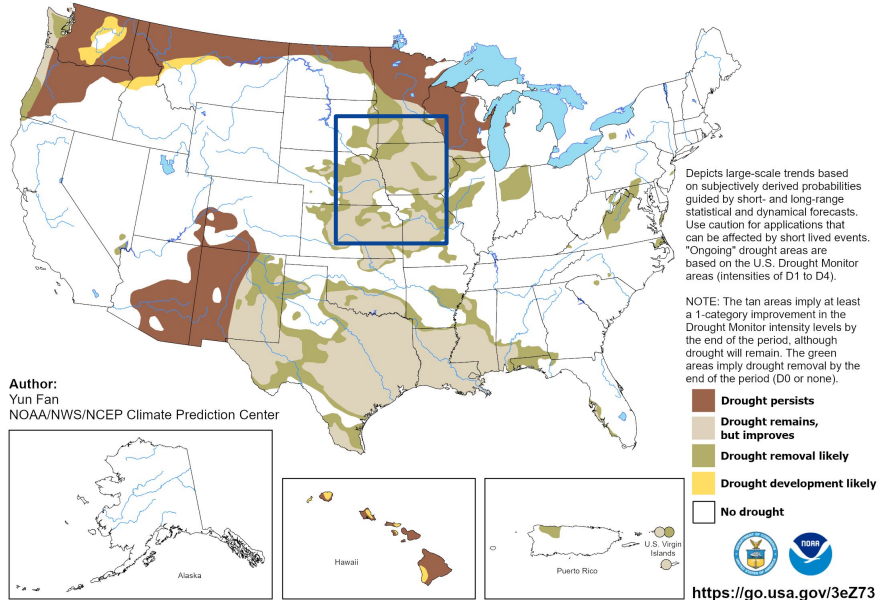 Depicts large-scale trends based
on subjectively derived probabilities
guided by short- and long-range
statistical and dynamical forecasts.
Use caution for applications that
can be affected by short lived events.
"Ongoing" drought areas are
based on the U.S. Drought Monitor
areas (intensities of D1 to D4).
NOTE: The tan areas imply at least
a 1-category improvement in the
Drought Monitor intensity levels by
the end of the period, although
drought will remain. The green
areas imply drought removal by the
end of the period (D0 or none).
Author:
Yun Fan
NOAA/NWS/NCEP Climate Prediction Center
Drought persists
Drought remains,
but improves
Drought removal likely
Drought development likely
No drought
Alaska
Hawaii
Puerto Rico
U.S. Virgin
Islands
NOAA
https://go.usa.gov/3eZ73